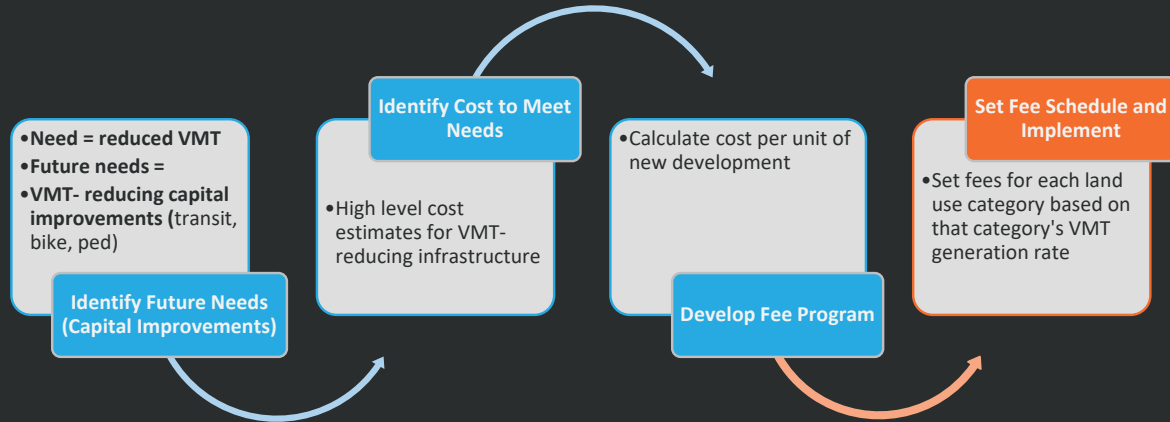 •Need = reduced VMT
•Future needs =
•VMT- reducing capital
improvements (transit,
bike, ped)
Identify Future Needs
(Capital Improvements)
Identify Cost to Meet
Needs
•High level cost
estimates for VMT-
reducing infrastructure
•Calculate cost per unit of
new development
Develop Fee Program
Set Fee Schedule and
Implement
•Set fees for each land
use category based on
that category's VMT
generation rate